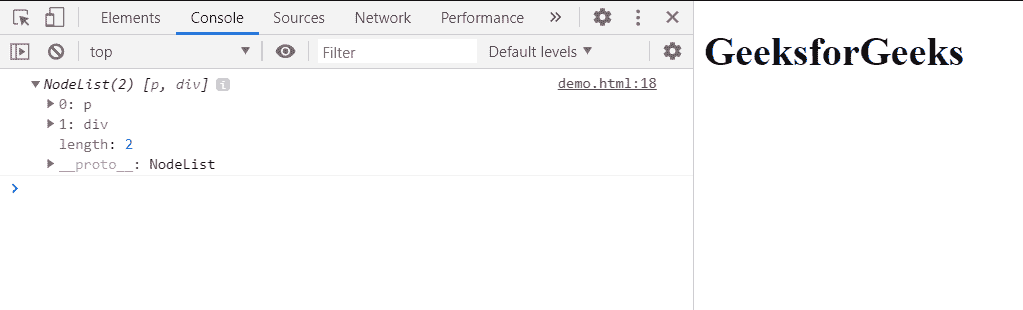 Elements Console Sources Network Performance »
top Filter Default levels
NodeList(2) [p, div] i demo.html:18
0: p
1: div
length: 2
__proto__: NodeList
GeeksforGeeks